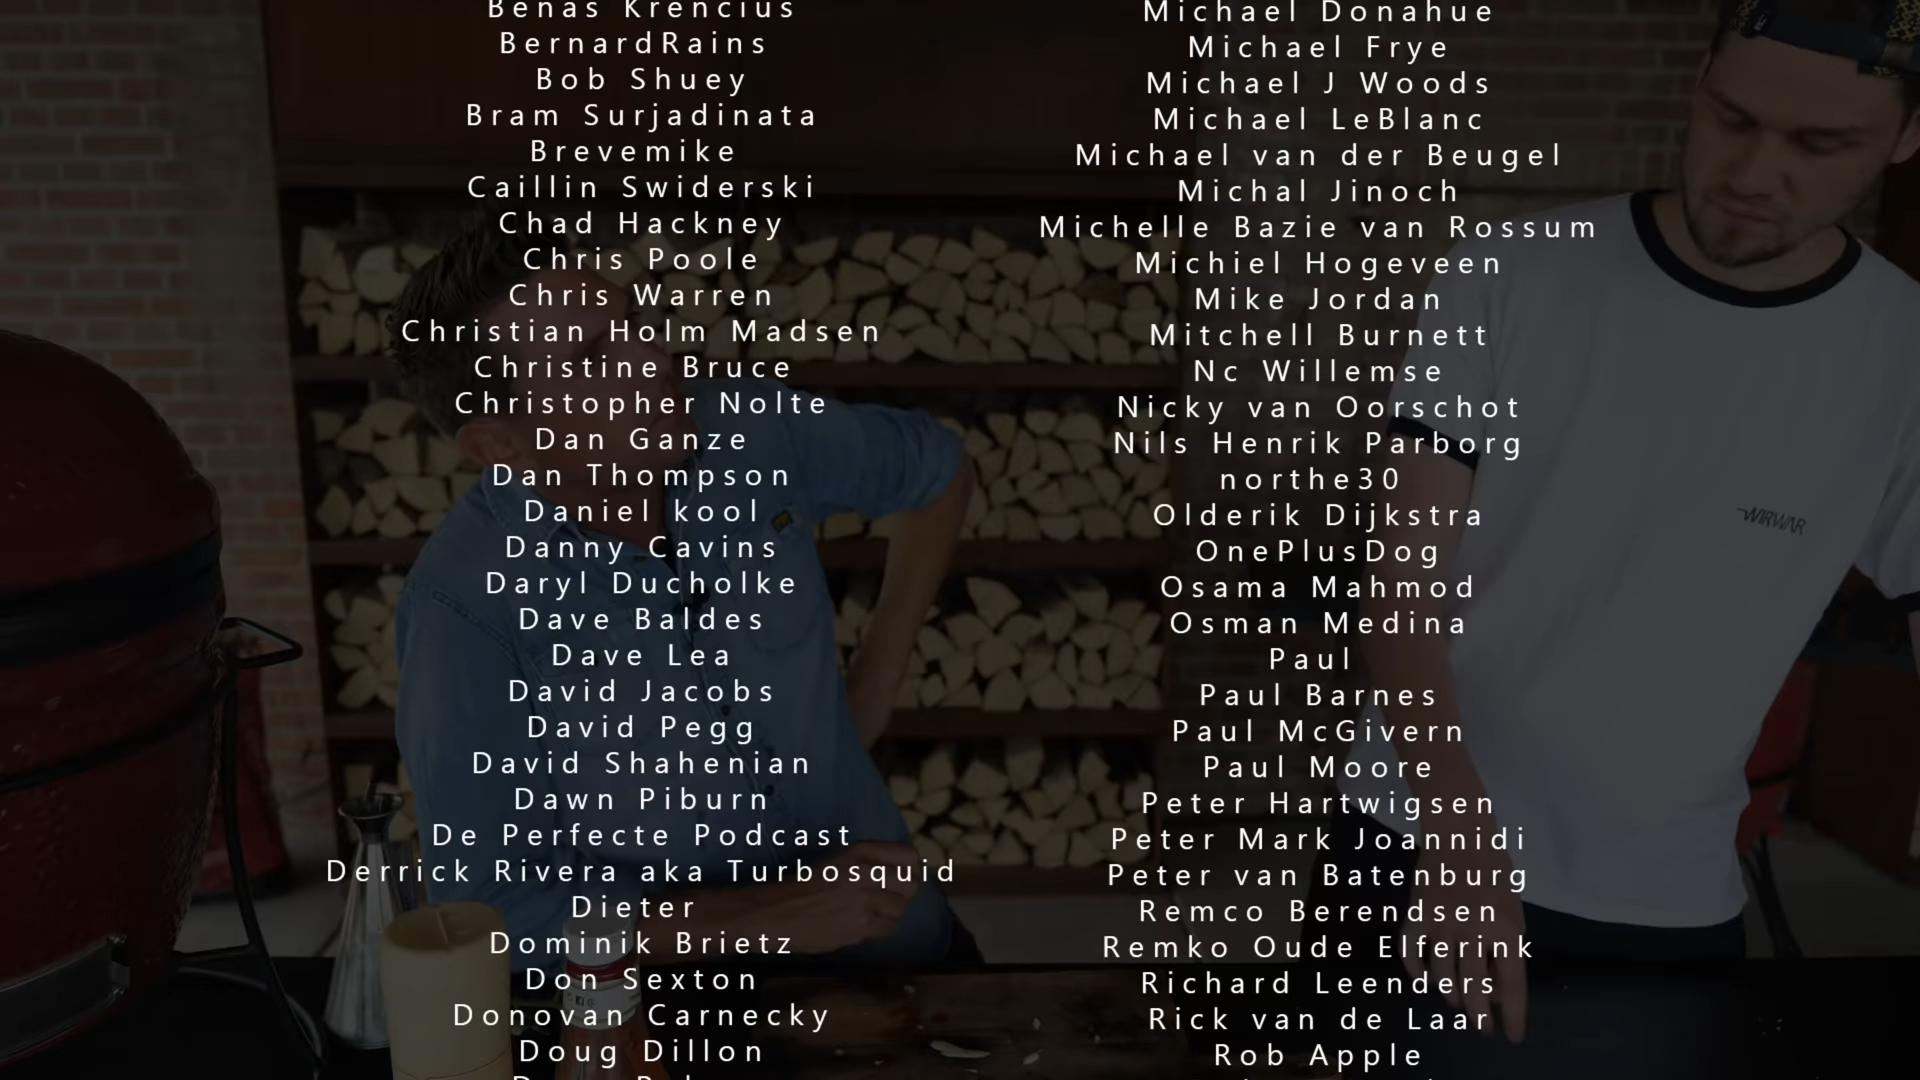 Benas Krencius
BernardRains
Bob Shuey
Bram Surjadinata
Brevemike
Caillin Swiderski
Chad Hackney
Chris Poole
Chris Warren
Christian Holm Madsen
Christine Bruce
Christopher Nolte
Dan Ganze
Dan Thompson
Daniel kool
Danny Cavins
Daryl Ducholke
Dave Baldes
Dave Lea
David Jacobs
David Pegg
David Shahenian
Dawn Piburn
De Perfecte Podcast
Derrick Rivera aka Turbosquid
Dieter
Dominik Brietz
Don Sexton
Donovan Carnecky
Doug Dillon
Michael Donahue
Michael Frye
Michael J Woods
Michael LeBlanc
Michael van der Beugel
Michal Jinoch
Michelle Bazie van Rossum
Michiel Hogeveen
Mike Jordan
Mitchell Burnett
Nc Willemse
Nicky van Oorschot
Nils Henrik Parborg
northe30
Olderik Dijkstra
OnePlusDog
Osama Mahmod
Osman Medina
Paul
Paul Barnes
Paul McGivern
Paul Moore
Peter Hartwigsen
Peter Mark Joannidi
Peter van Batenburg
Remco Berendsen
Remko Oude Elferink
Richard Leenders
Rick van de Laar
Rob Apple
WIRWAR